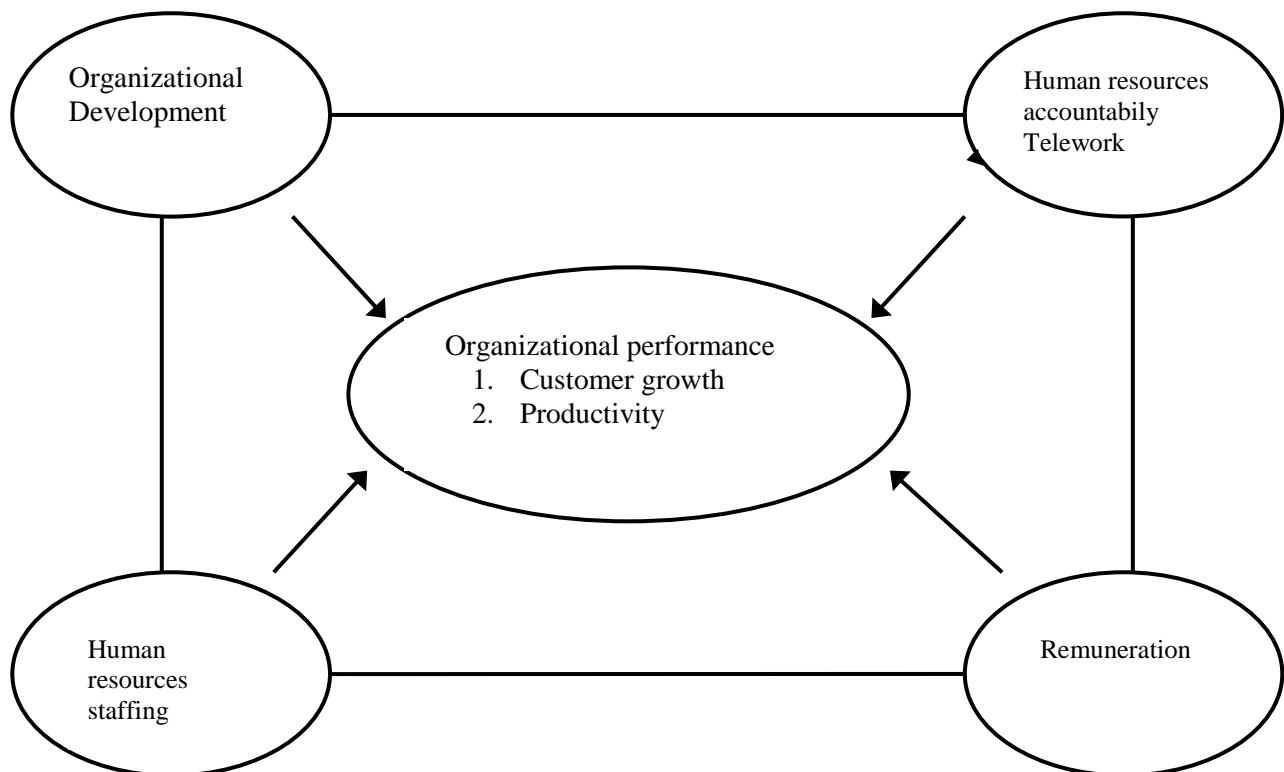 Organizational
Development
Human resources
accountabily
Telework
Organizational performance
1. Customer growth
2. Productivity
Human
resources
staffing
Remuneration